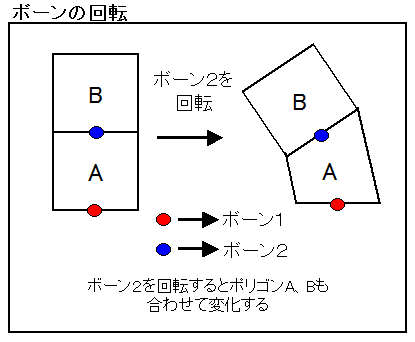 ボーンの回転
ボーン2を
回転
B
A
B
A
ボーン1
ボーン2
ボーン2を回転するとポリゴンA、Bも
合わせて変化する